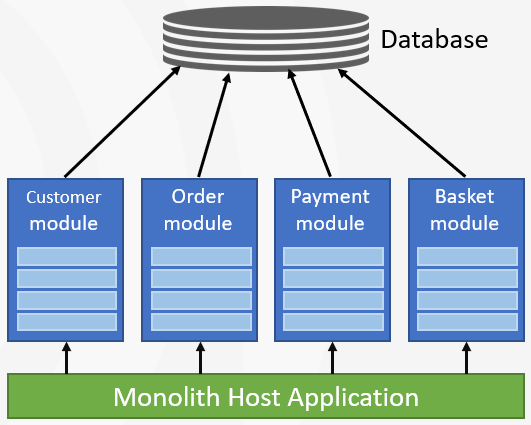 Database
Customer
module
Order
module
Payment
module
Basket
module
Monolith Host Application